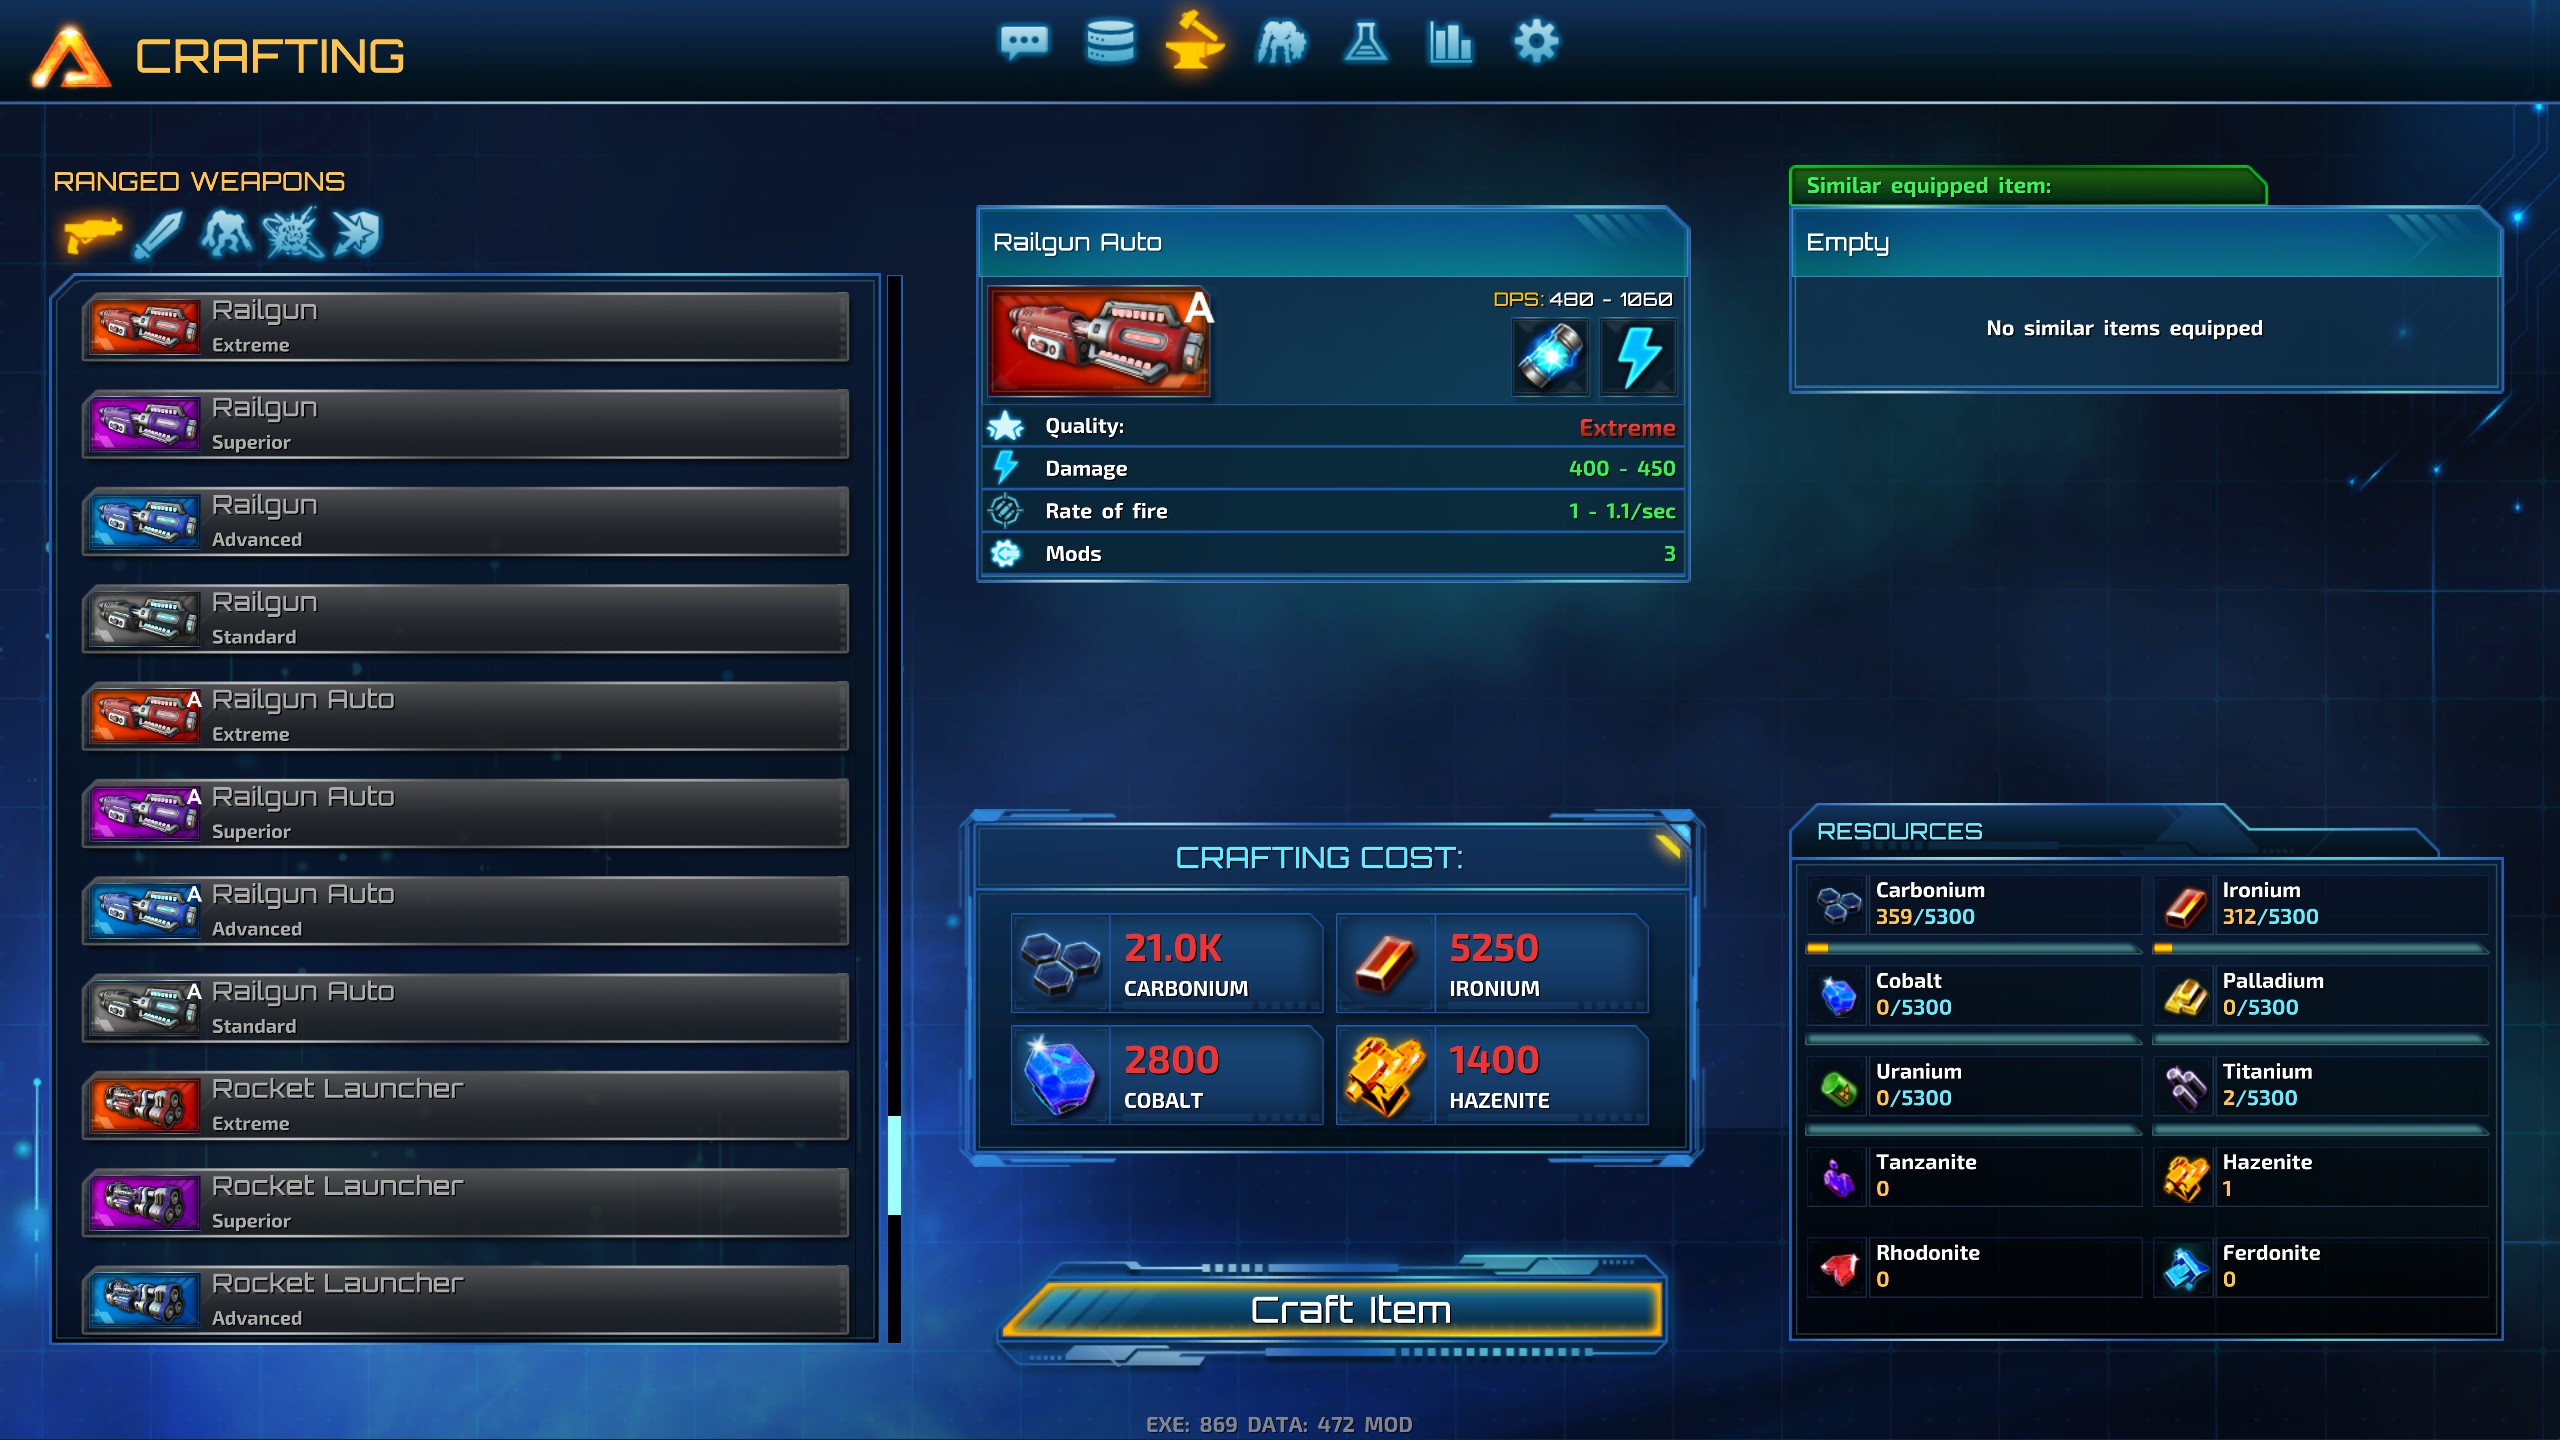 CRAFTING
RANGED WEAPONS
Railgun
Extreme
Railgun
Superior
Railgun
Advanced
Railgun
Standard
A
Railgun Auto
Extreme
A
Railgun Auto
Superior
A
Railgun Auto
Advanced
A
Railgun Auto
Standard
Rocket Launcher
Extreme
Rocket Launcher
Superior
Rocket Launcher
Advanced
Railgun Auto
A
DPS: 480 - 1060
Quality: Extreme
Damage 400 - 450
Rate of fire 1 - 1.1/sec
Mods 3
Similar equipped item:
Empty
No similar items equipped
CRAFTING COST:
21.0K
CARBONIUM
5250
IRONIUM
2800
COBALT
1400
HAZENITE
Craft Item
RESOURCES
Carbonium
359/5300
Ironium
312/5300
Cobalt
0/5300
Palladium
0/5300
Uranium
0/5300
Titanium
2/5300
Tanzanite
0
Hazenite
1
Rhodonite
0
Ferdonite
0
EXE: 869 DATA: 472 MOD